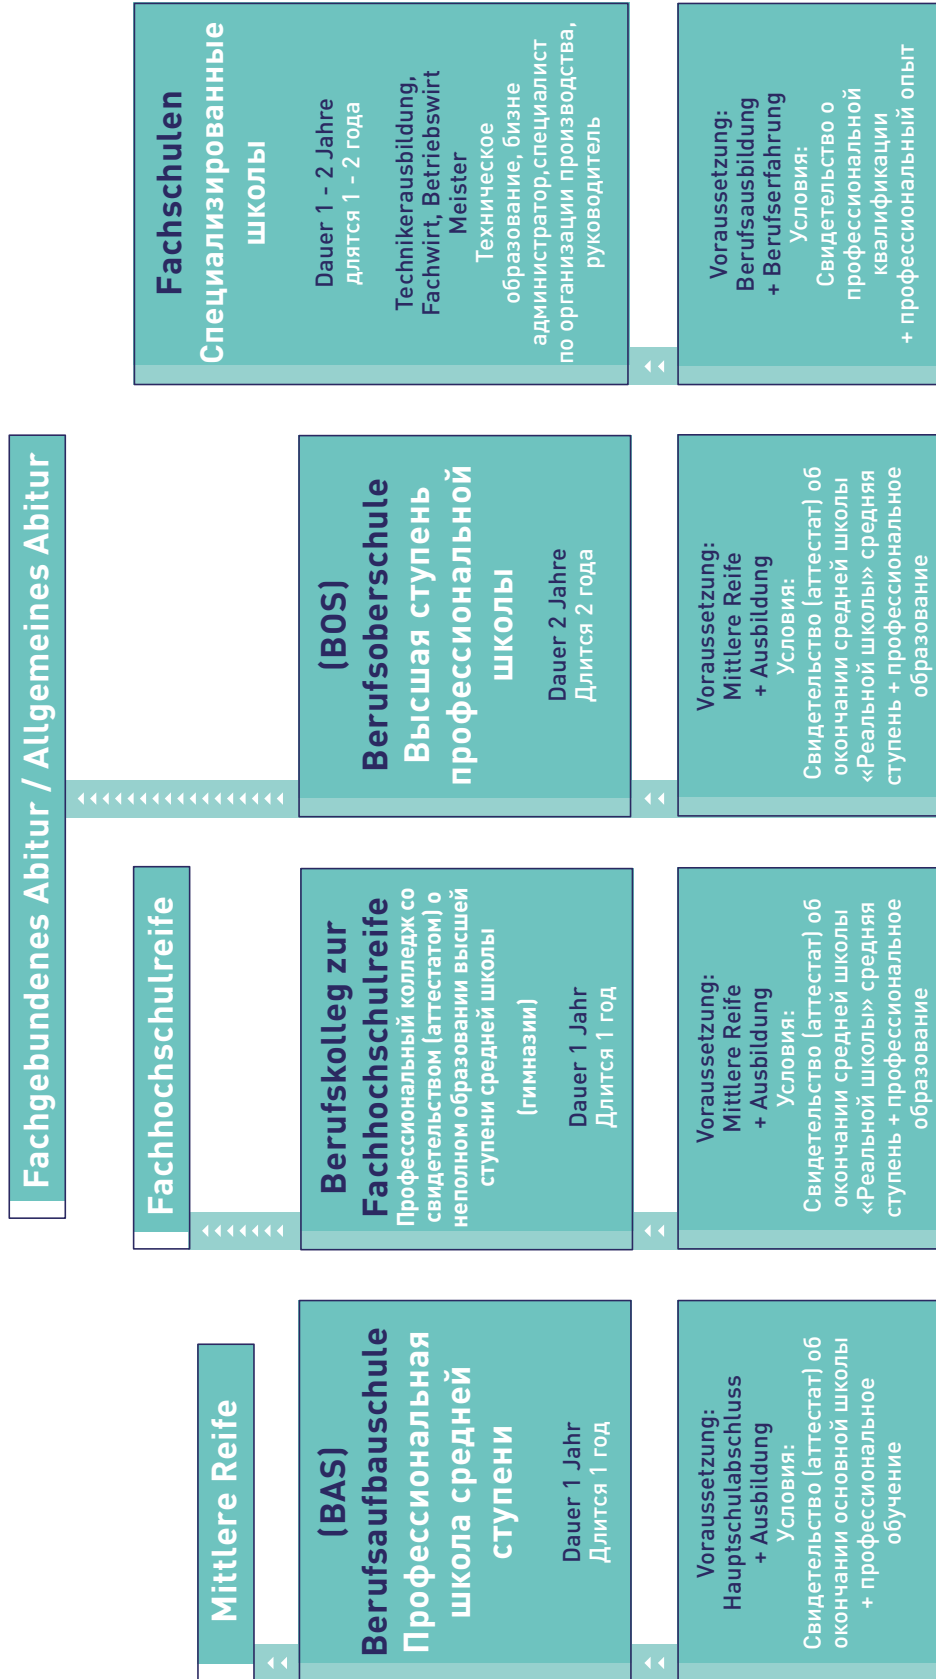 Fachgebundenes Abitur / Allgemeines Abitur
Mittlere Reife
Fachhochschulreife
(BAS)
Berufsaufbauschule
Профессиональная
школа средней
ступени
Dauer 1 Jahr
Длится 1 год
Voraussetzung:
Hauptschulabschluss
+ Ausbildung
Условия:
Свидетельство (аттестат) об
окончании основной школы
+ профессиональное
обучение
Berufskolleg zur
Fachhochschulreife
Профессиональный колледж со
свидетельством (аттестатом) о
неполном образовании высшей
ступени средней школы
(гимназии)
Dauer 1 Jahr
Длится 1 год
Voraussetzung:
Mittlere Reife
+ Ausbildung
Условия:
Свидетельство (аттестат) об
окончании средней школы
«Реальной школы» средняя
ступень + профессиональное
образование
(BOS)
Berufsoberschule
Высшая ступень
профессиональной
школы
Dauer 2 Jahre
Длится 2 года
Voraussetzung:
Mittlere Reife
+ Ausbildung
Условия:
Свидетельство (аттестат) об
окончании средней школы
«Реальной школы» средняя
ступень + профессиональное
образование
Fachschulen
Специализированные
школы
Dauer 1 - 2 Jahre
длятся 1 - 2 года
Technikerausbildung,
Fachwirt, Betriebswirt
Meister
Техническое
образование, бизне
администратор,специалист
по организации производства,
руководитель
Voraussetzung:
Berufsausbildung
+ Berufserfahrung
Условия:
Свидетельство о
профессиональной
квалификации
+ профессиональный опыт